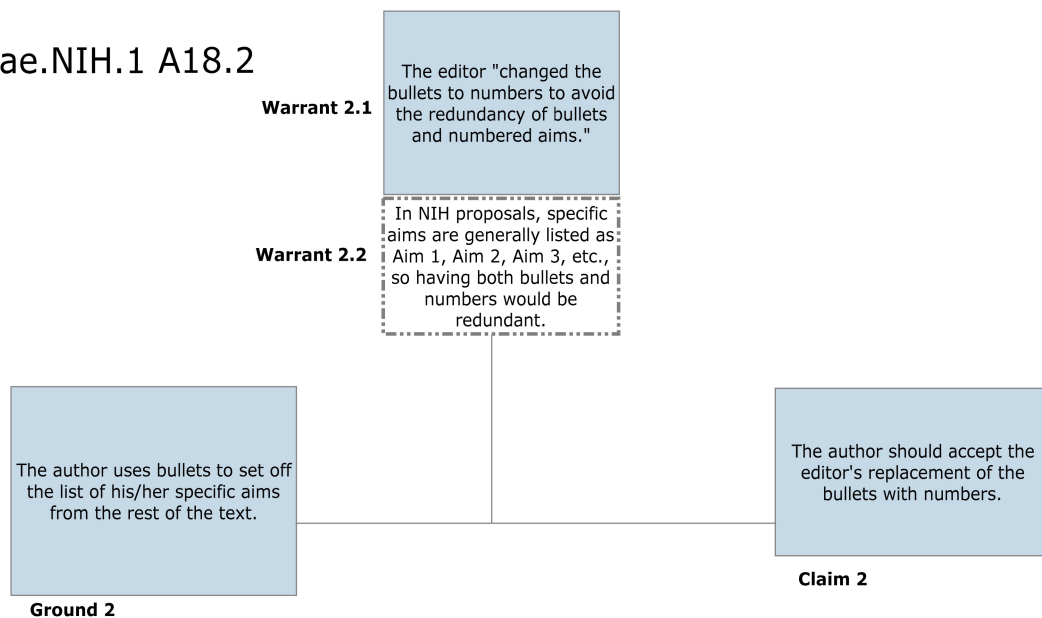 ae.NIH.1 A18.2
Warrant 2.1
The editor "changed the
bullets to numbers to avoid
the redundancy of bullets
and numbered aims."
Warrant 2.2
In NIH proposals, specific
aims are generally listed as
Aim 1, Aim 2, Aim 3, etc.,
so having both bullets and
numbers would be
redundant.
The author uses bullets to set off
the list of his/her specific aims
from the rest of the text.
Ground 2
The author should accept the
editor's replacement of the
bullets with numbers.
Claim 2